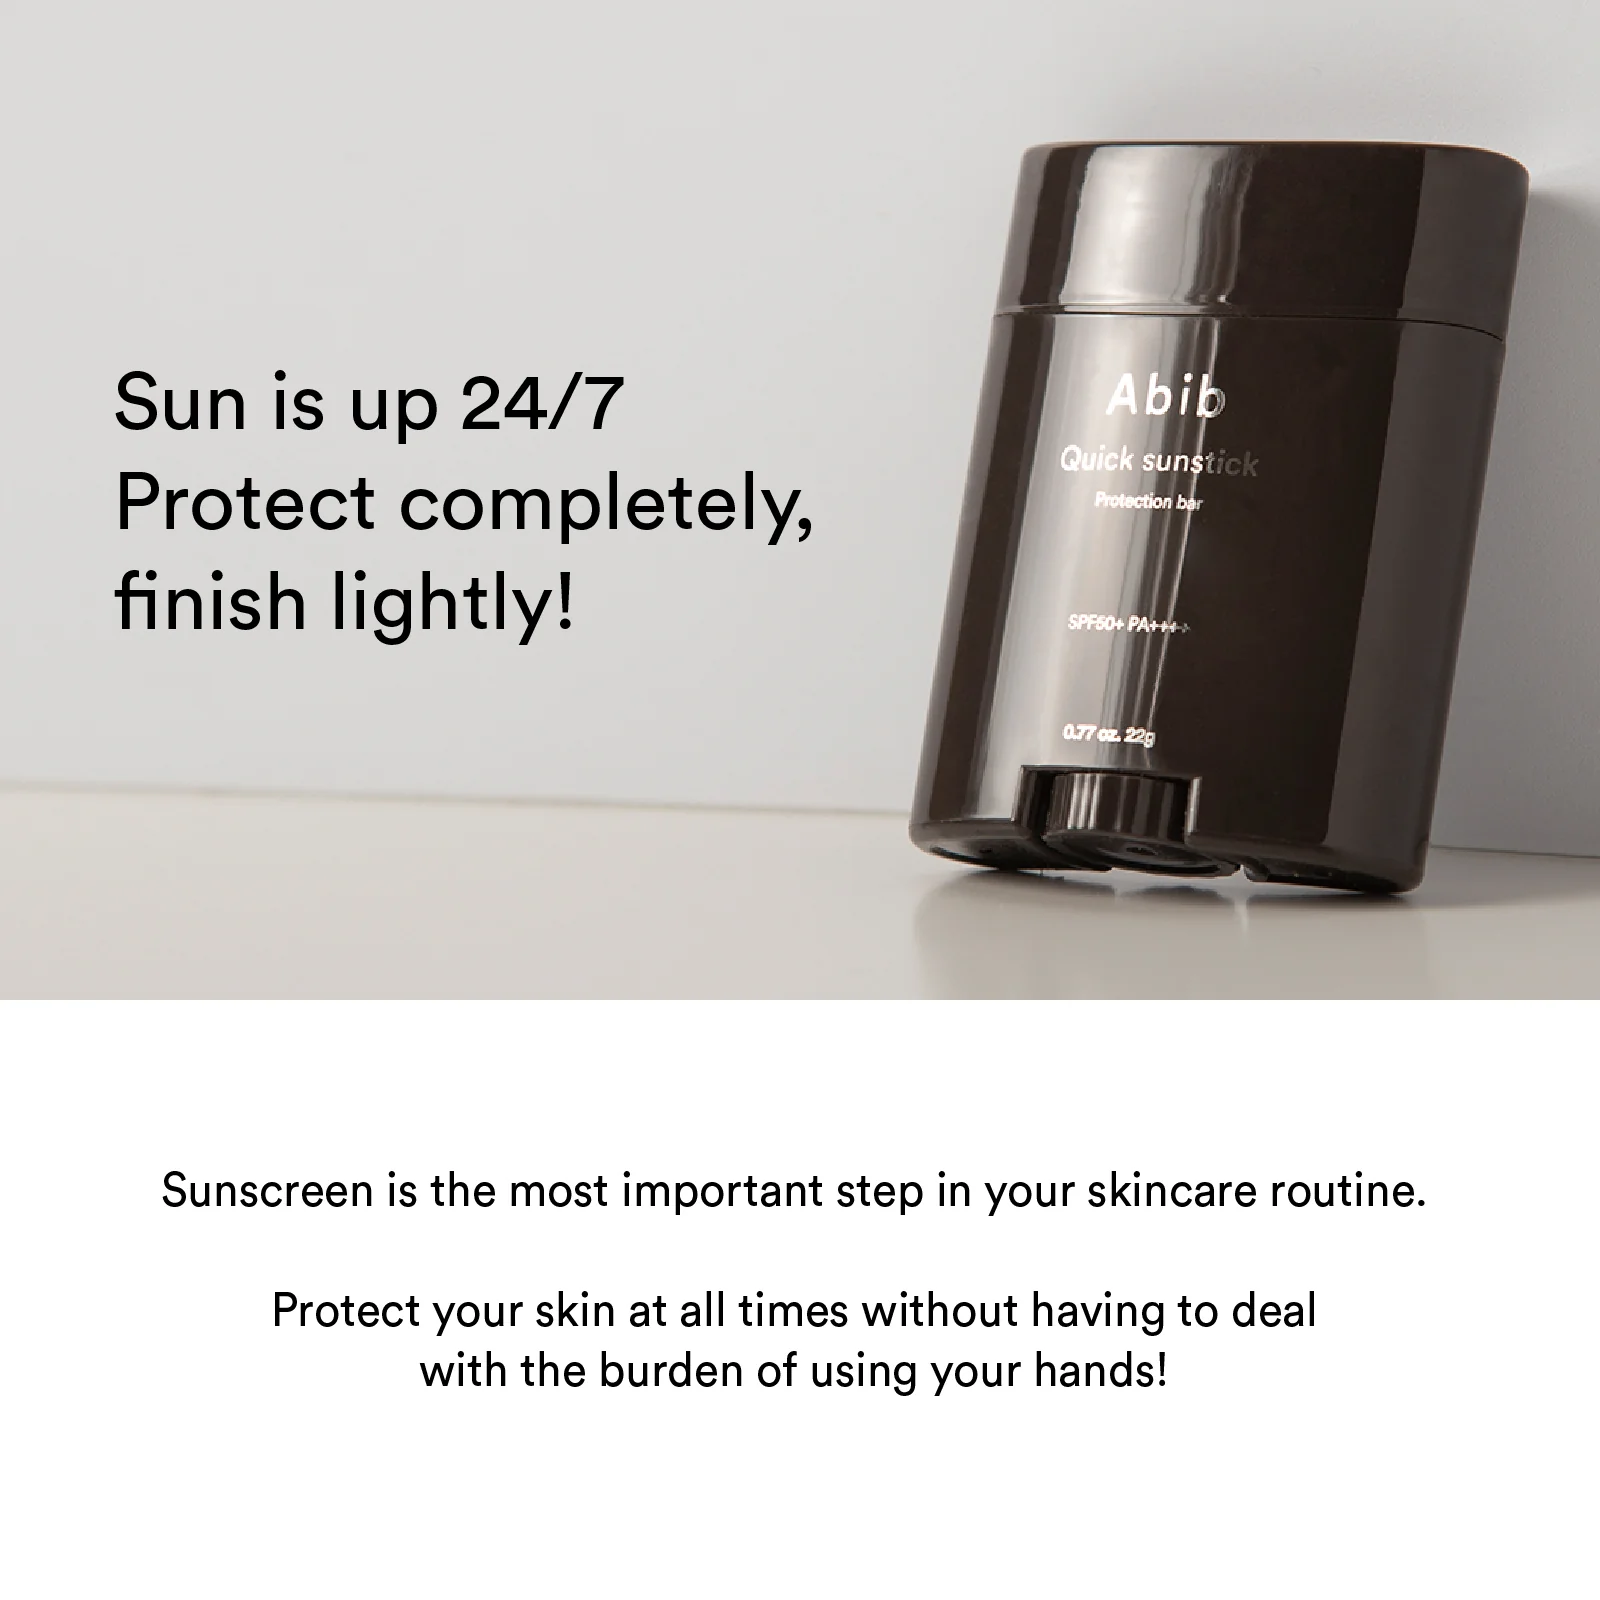 Sun is up 24/7
Protect completely,
finish lightly!
Abib
Quick sunstick
Protection bar
SPF50+ PA++++
0.77 oz. 22g
Sunscreen is the most important step in your skincare routine.
Protect your skin at all times without having to deal
with the burden of using your hands!